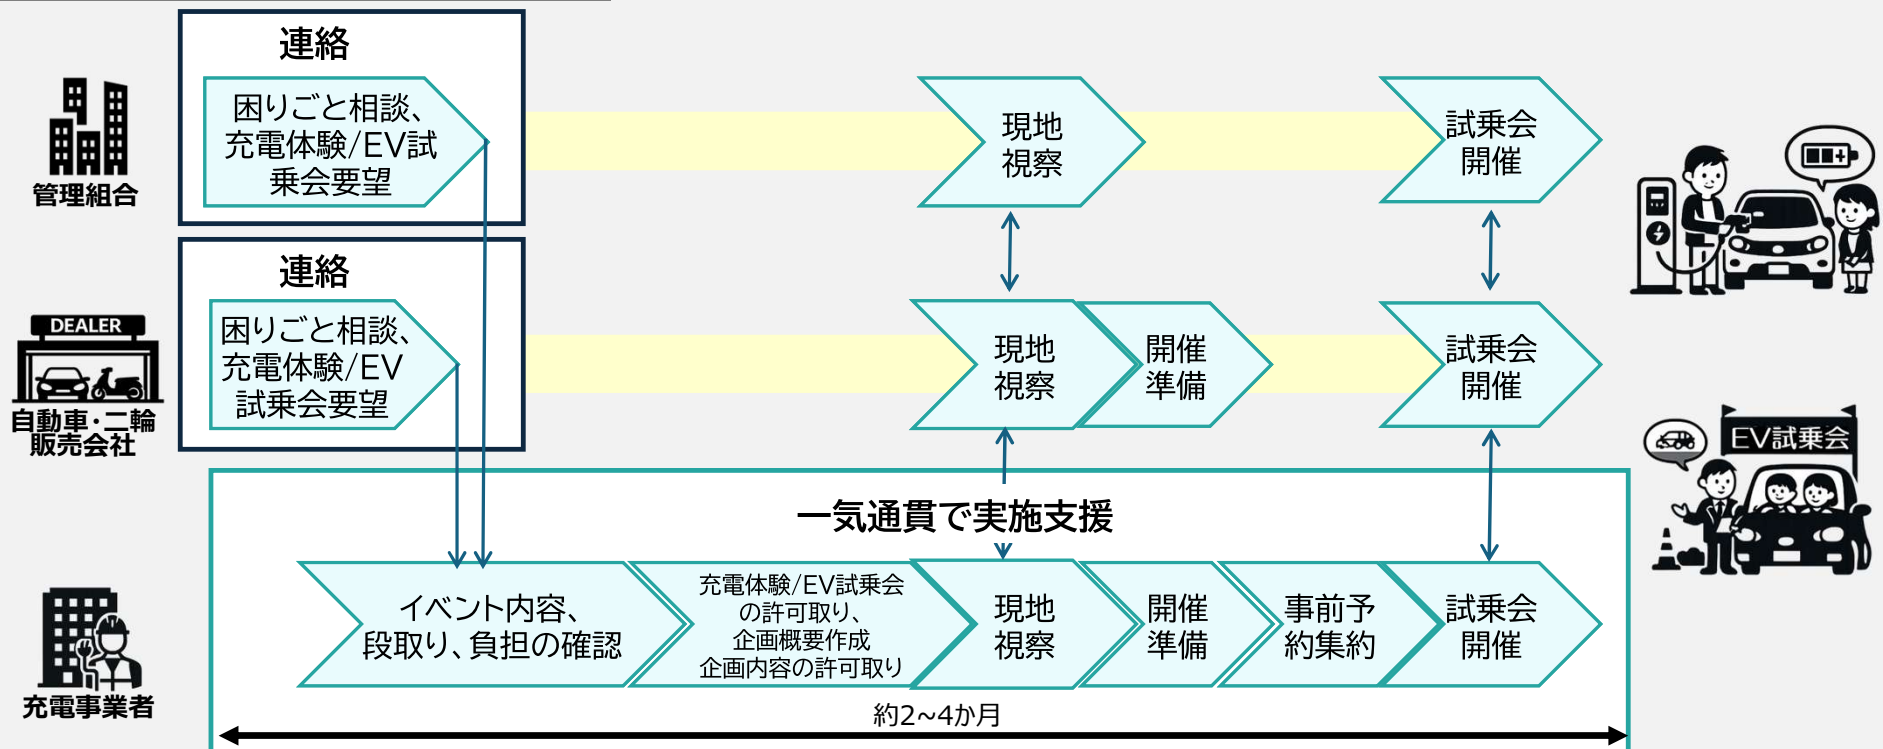 連絡
困りごと相談、
充電体験/EV試
乗会要望
現地
視察
試乗会
開催
管理組合
連絡
困りごと相談、
充電体験/EV
試乗会要望
現地
視察
開催
準備
試乗会
開催
DEALER
自動車・二輪
販売会社
EV試乗会
一気通貫で実施支援
イベント内容、
段取り、負担の確認
充電体験/EV試乗会
の許可取り、
企画概要作成
企画内容の許可取り
現地
視察
開催
準備
事前予
約集約
試乗会
開催
充電事業者
約2~4か月